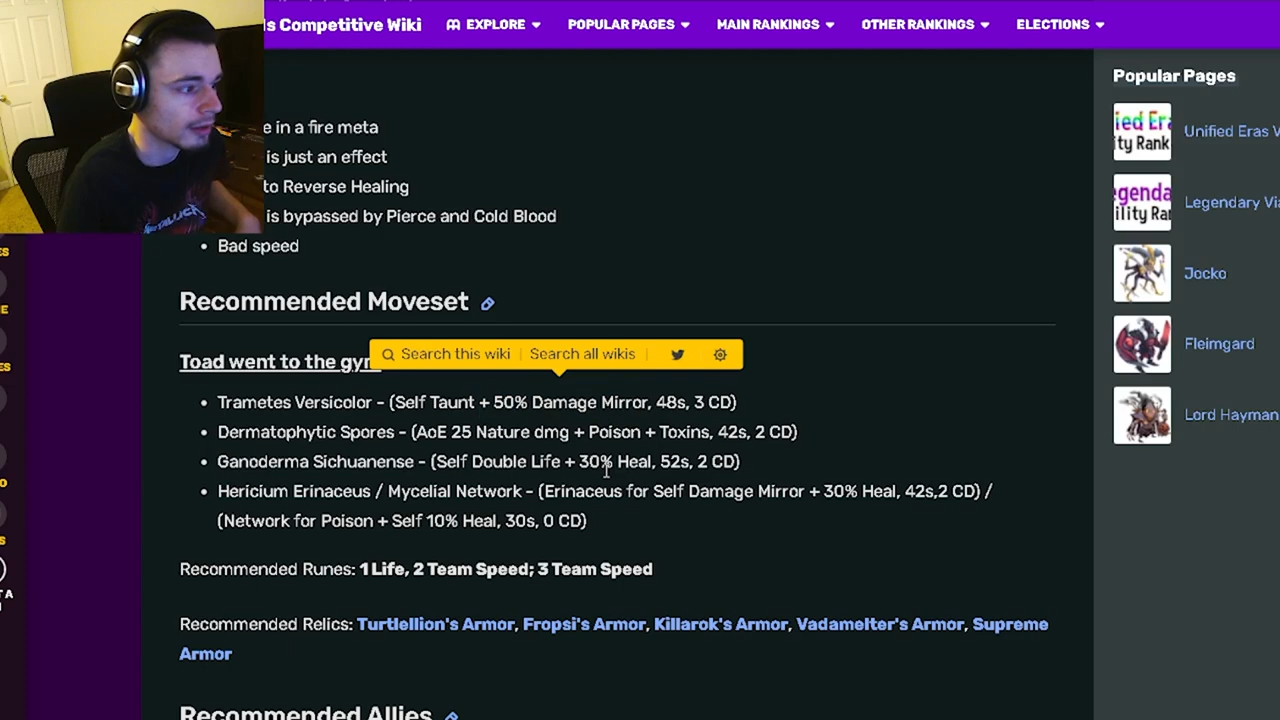 s Competitive Wiki
EXPLORE
POPULAR PAGES
MAIN RANKINGS
OTHER RANKINGS
ELECTIONS
e in a fire meta
is just an effect
to Reverse Healing
is bypassed by Pierce and Cold Blood
• Bad speed
Recommended Moveset
Search this wiki | Search all wikis
Toad went to the gym
• Trametes Versicolor - (Self Taunt + 50% Damage Mirror, 48s, 3 CD)
• Dermatophytic Spores - (AoE 25 Nature dmg + Poison + Toxins, 42s, 2 CD)
• Ganoderma Sichuanense - (Self Double Life + 30% Heal, 52s, 2 CD)
• Hericium Erinaceus / Mycelial Network - (Erinaceus for Self Damage Mirror + 30% Heal, 42s,2 CD) /
(Network for Poison + Self 10% Heal, 30s, 0 CD)
Recommended Runes: 1 Life, 2 Team Speed; 3 Team Speed
Recommended Relics: Turtlellion's Armor, Fropsi's Armor, Killarok's Armor, Vadamelter's Armor, Supreme
Armor
Recommended Allies
Popular Pages
Unified Eras V
Legendary Via
Jocko
Fleimgard
Lord Hayman
METALLICA